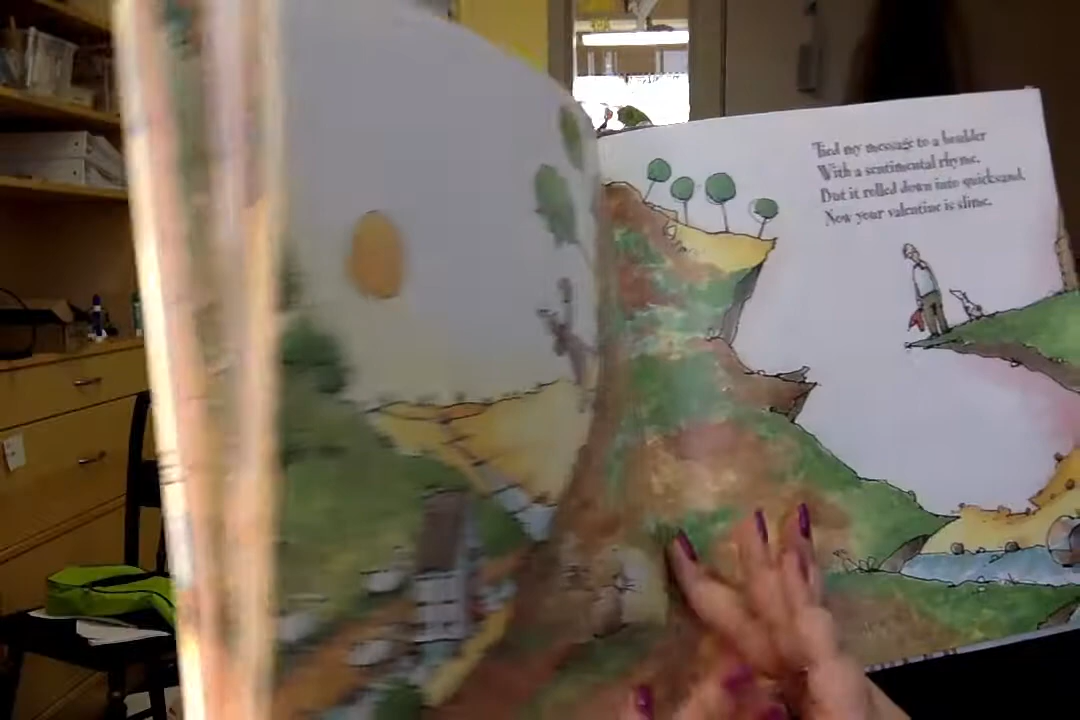 Tied my message to a boulder
With a sentimental rhyme.
But it rolled down into quicksand.
Now your valentine is slime.